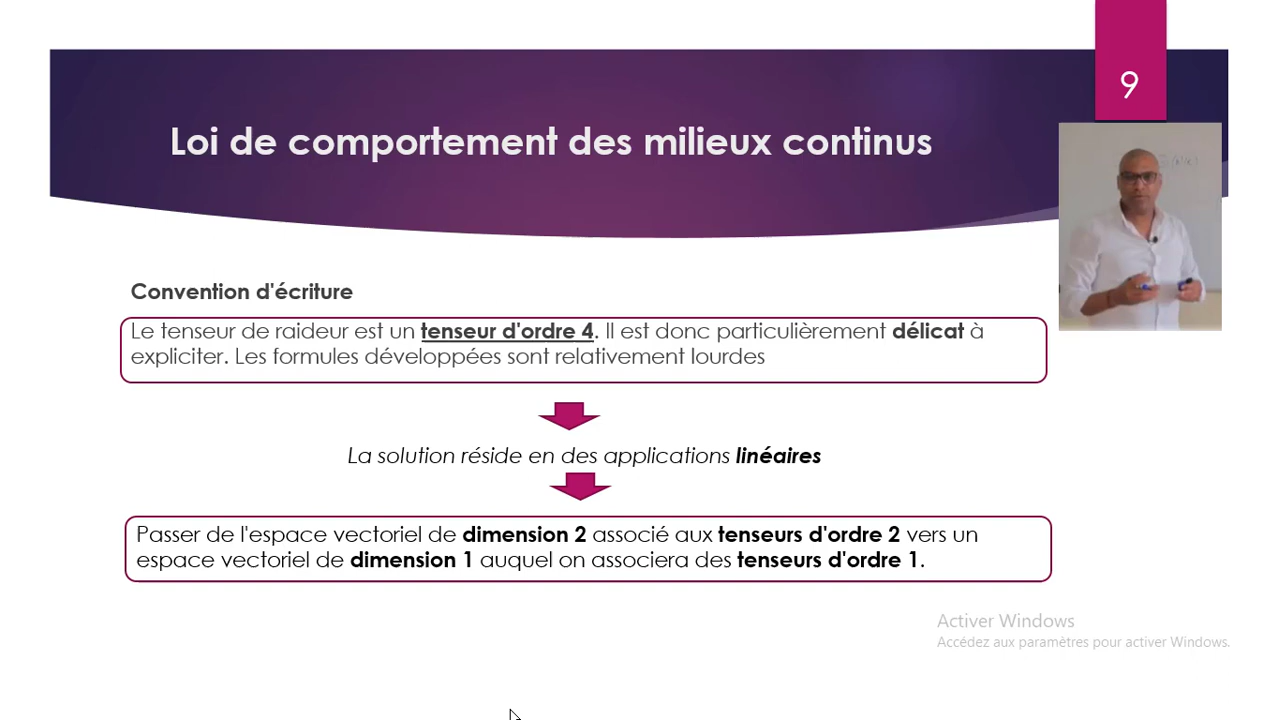 9
Loi de comportement des milieux continus
Convention d'écriture
Le tenseur de raideur est un tenseur d'ordre 4. Il est donc particulièrement délicat à
expliciter. Les formules développées sont relativement lourdes
La solution réside en des applications linéaires
Passer de l'espace vectoriel de dimension 2 associé aux tenseurs d'ordre 2 vers un
espace vectoriel de dimension 1 auquel on associera des tenseurs d'ordre 1.
Activer Windows
Accédez aux paramètres pour activer Windows.